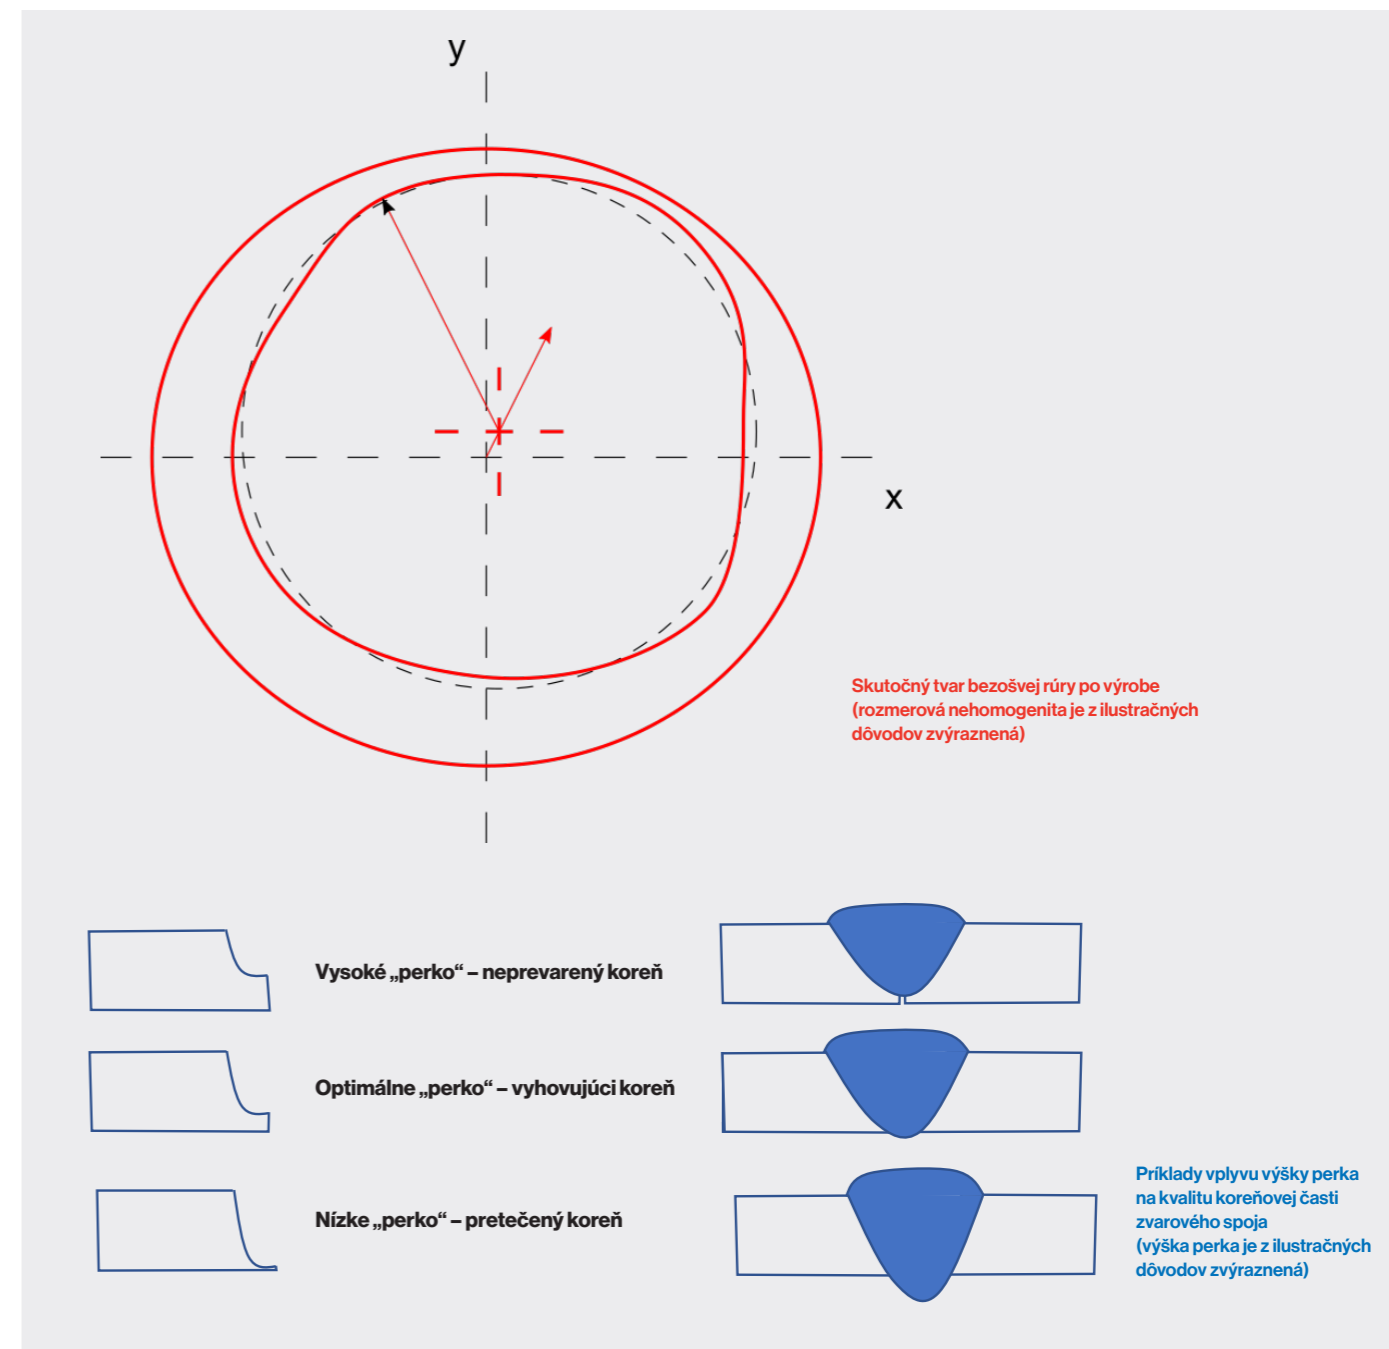 y
x
Skutočný tvar bezošvej rúry po výrobe
(rozmerová nehomogenita je z ilustračných
dôvodov zvýraznená)
Vysoké „perko“ – neprevarený koreň
Optimálne „perko“ – vyhovujúci koreň
Nízke „perko“ – pretečený koreň
Príklady vplyvu výšky perka
na kvalitu koreňovej časti
zvarového spoja
(výška perka je z ilustračných
dôvodov zvýraznená)